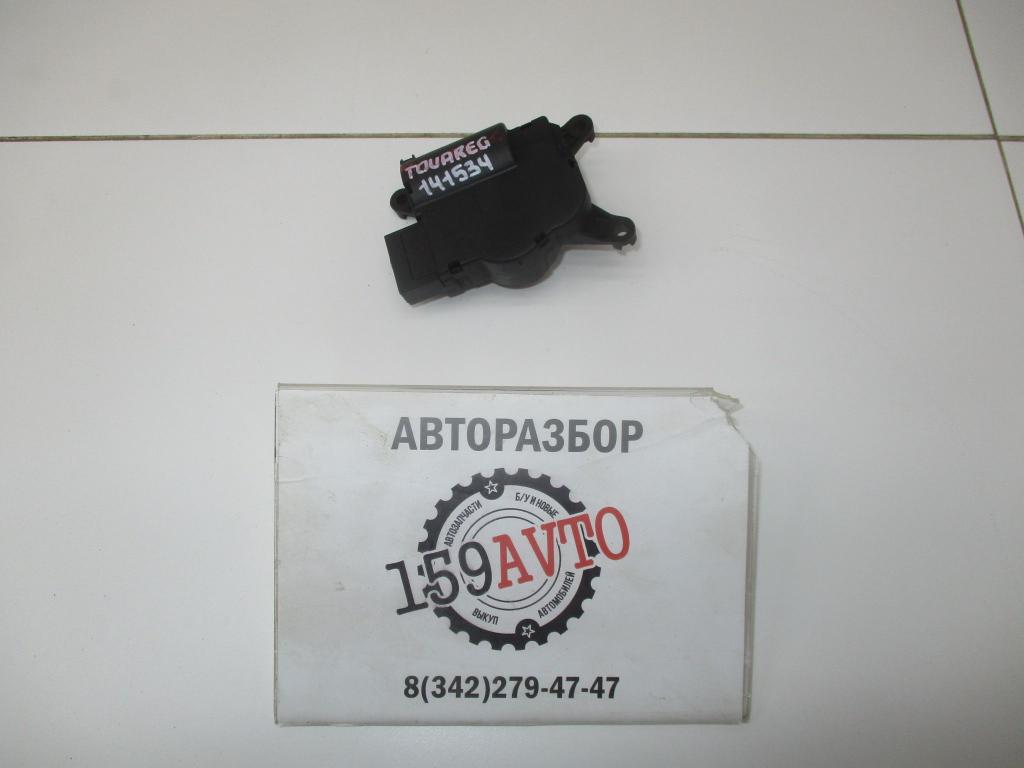 TOUAREG
141534
АВТОРАЗБОР
АВТОЗАПЧАСТИ
Б/У И НОВЫЕ
159AVTO
ВЫКУП
АВТОМОБИЛЕЙ
8(342)279-47-47